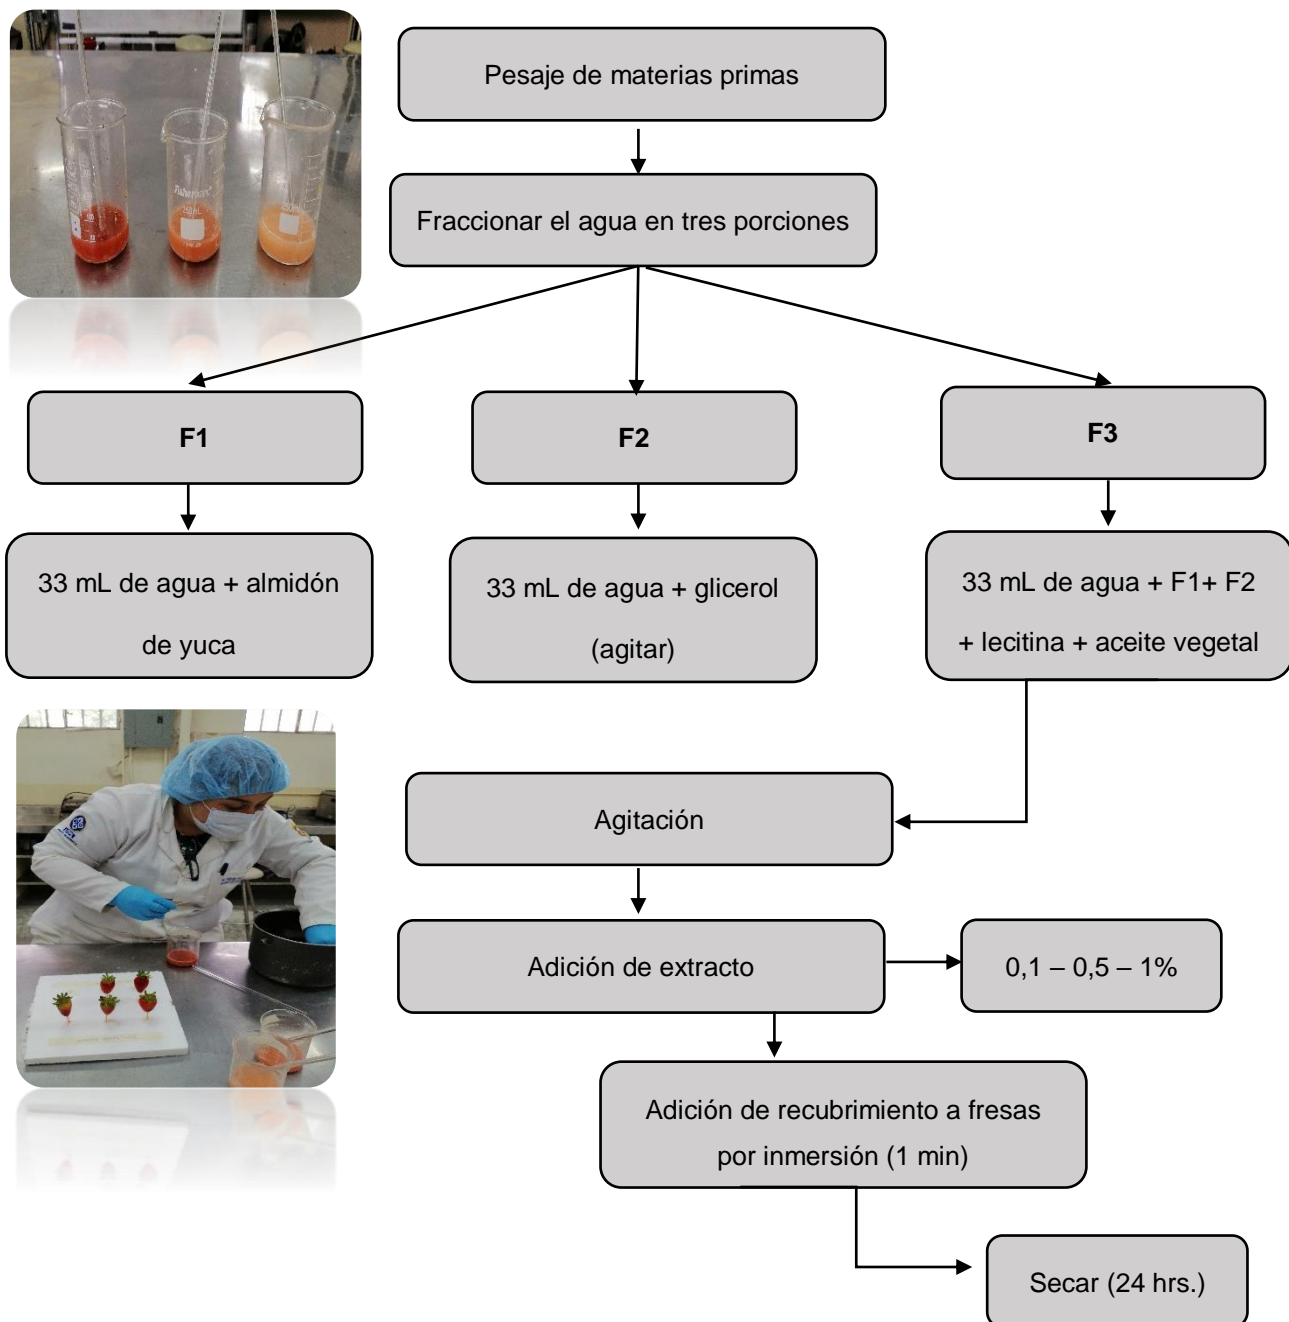 Pesaje de materias primas
Fraccionar el agua en tres porciones
F1
F2
F3
33 mL de agua + almidón
de yuca
33 mL de agua + glicerol
(agitar)
33 mL de agua + F1+ F2
+ lecitina + aceite vegetal
Agitación
Adición de extracto
0,1 – 0,5 – 1%
Adición de recubrimiento a fresas
por inmersión (1 min)
Secar (24 hrs.)